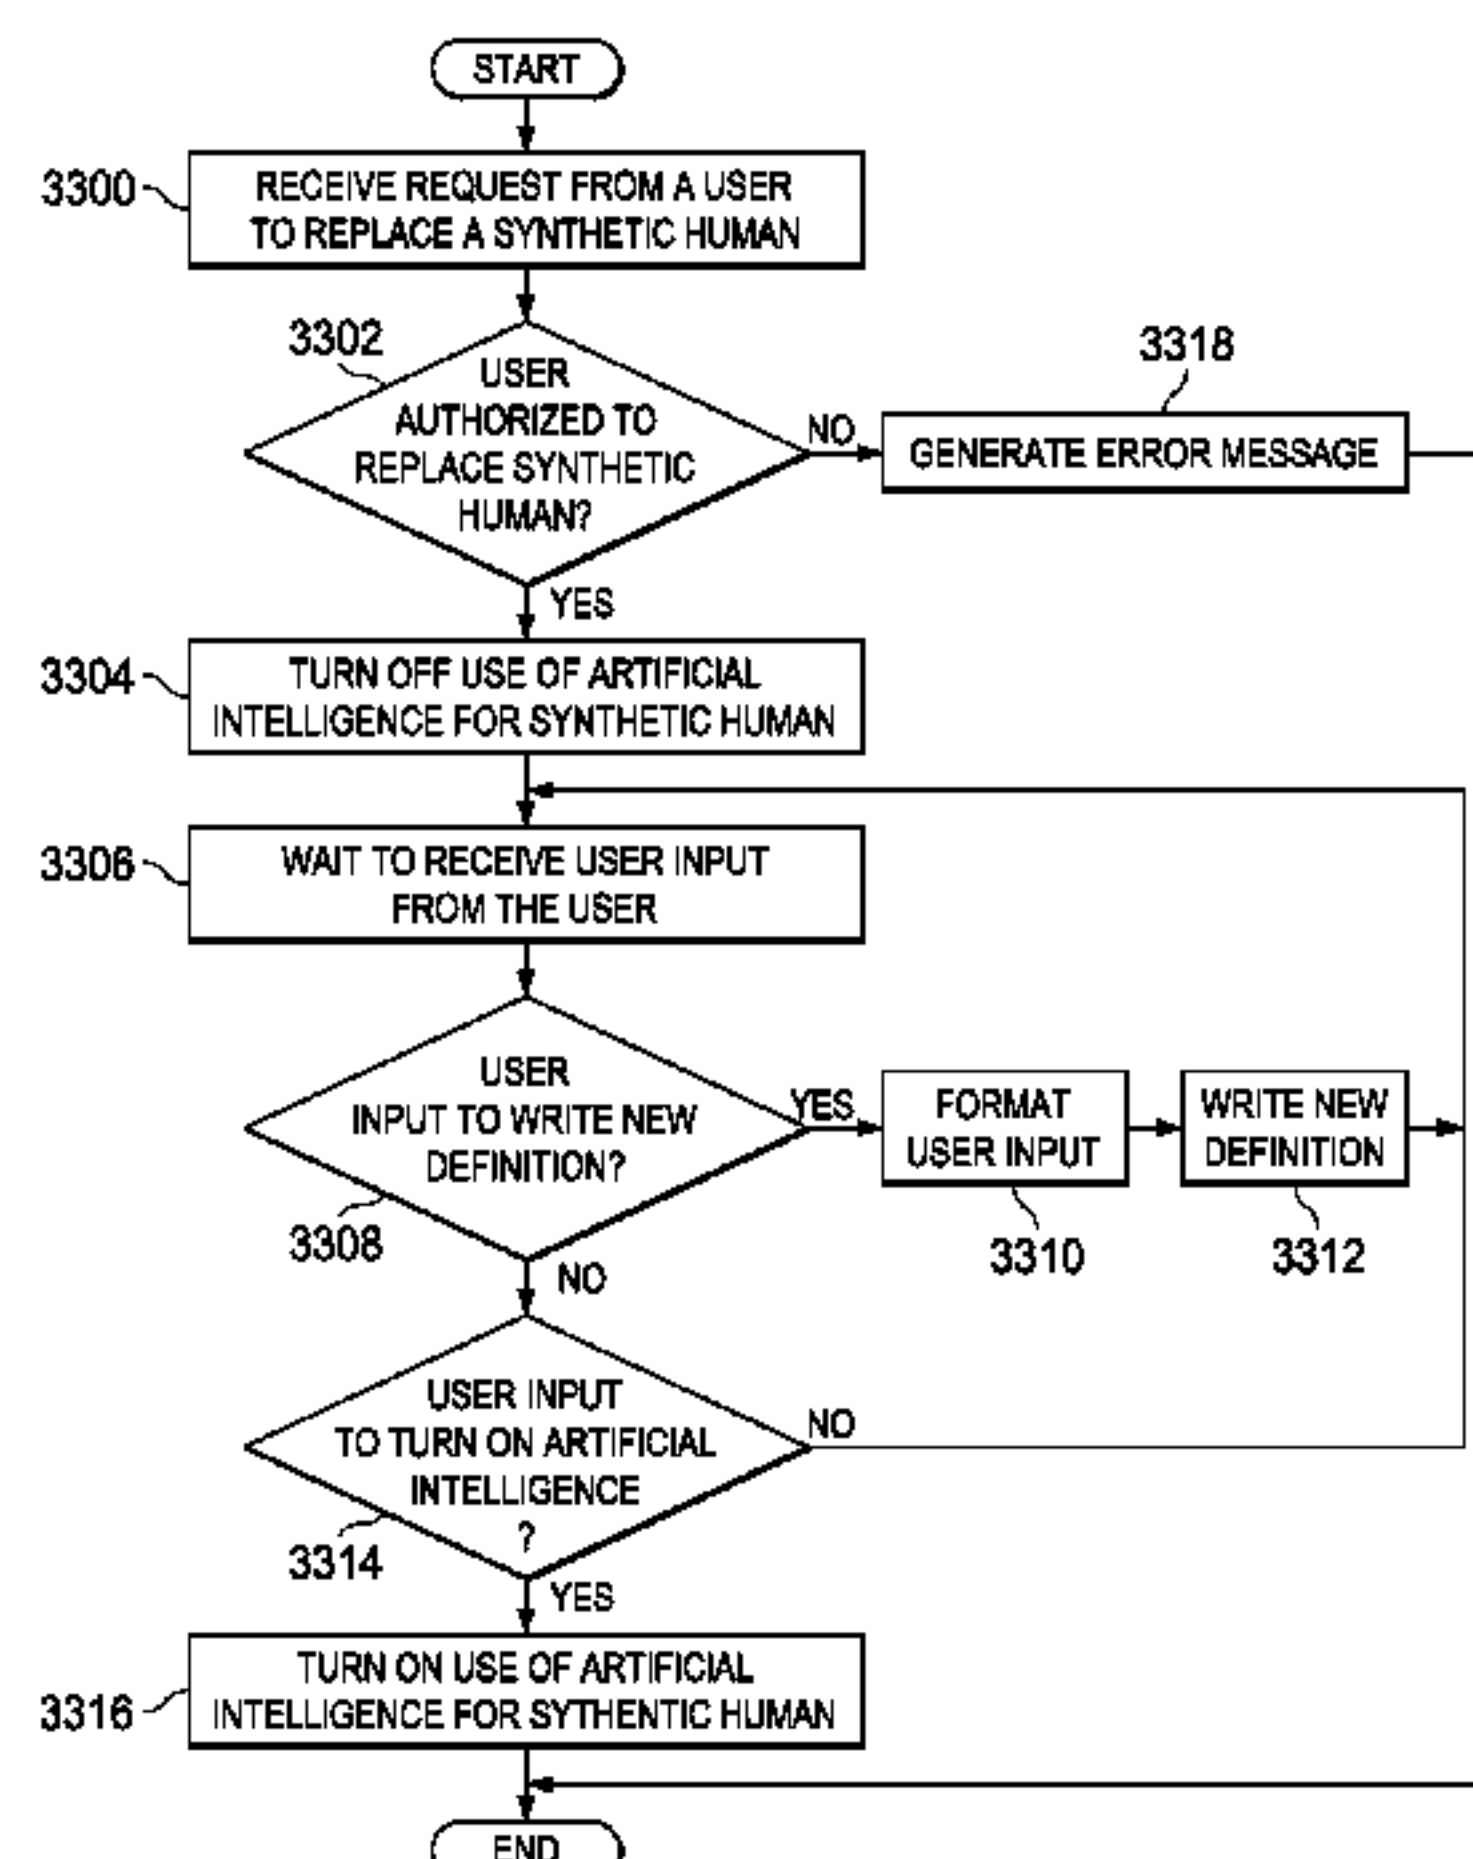 START
3300
RECEIVE REQUEST FROM A USER
TO REPLACE A SYNTHETIC HUMAN
3302
USER
AUTHORIZED TO
REPLACE SYNTHETIC
HUMAN?
NO
3318
GENERATE ERROR MESSAGE
YES
3304
TURN OFF USE OF ARTIFICIAL
INTELLIGENCE FOR SYNTHETIC HUMAN
3306
WAIT TO RECEIVE USER INPUT
FROM THE USER
USER
INPUT TO WRITE NEW
DEFINITION?
3308
YES
FORMAT
USER INPUT
3310
WRITE NEW
DEFINITION
3312
NO
USER INPUT
TO TURN ON ARTIFICIAL
INTELLIGENCE
?
3314
NO
YES
3316
TURN ON USE OF ARTIFICIAL
INTELLIGENCE FOR SYTHENTIC HUMAN
END